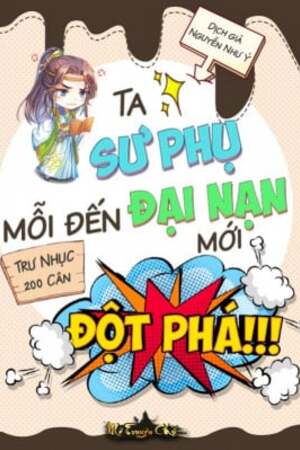 DỊCH GIẢ
NGUYỄN NHƯ Ý
TA
SƯ PHỤ
MỖI ĐẾN ĐẠI NẠN
MỚI
TRƯ NHỤC
200 CÂN
ĐỘT PHÁ!!!